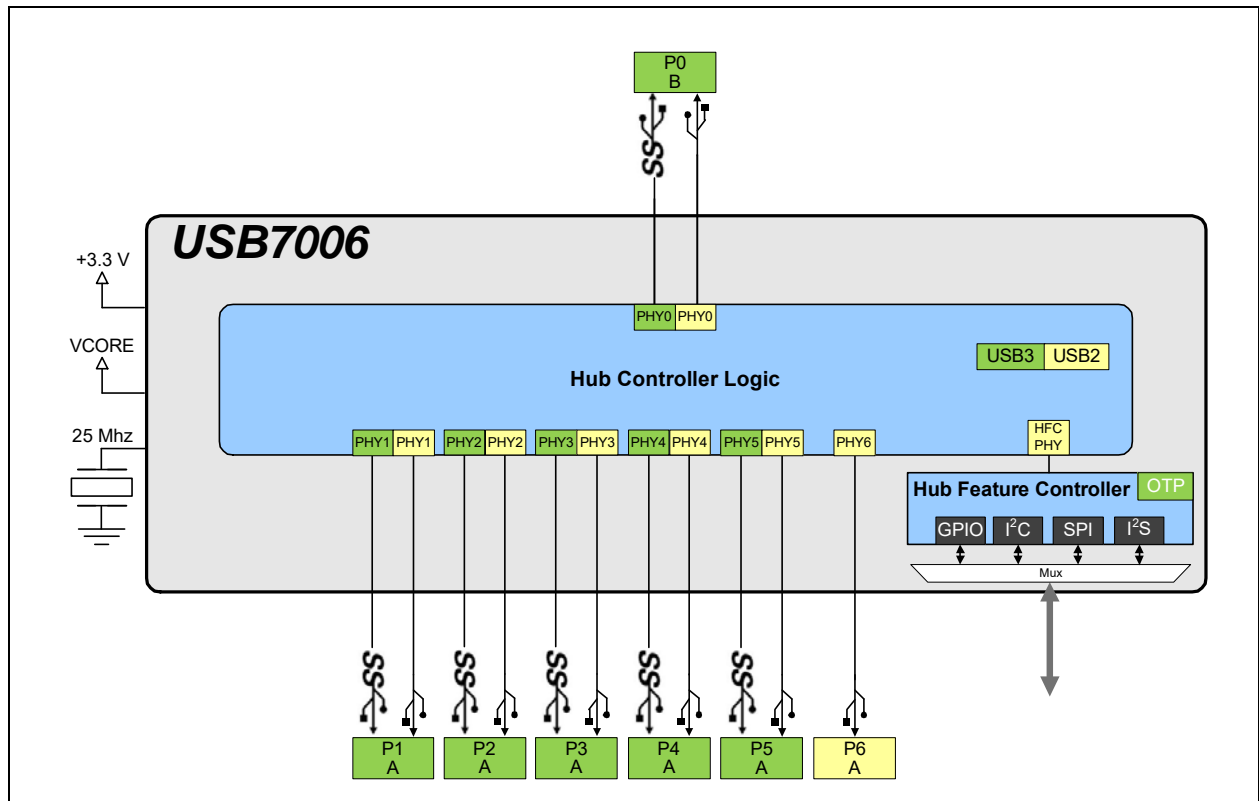 P0
B
SS
USB7006
+3.3 V
VCORE
25 Mhz
PHY0 PHY0
USB3 USB2
Hub Controller Logic
PHY1 PHY1 PHY2 PHY2 PHY3 PHY3 PHY4 PHY4 PHY5 PHY5 PHY6
HFC
PHY
Hub Feature Controller OTP
GPIO I²C SPI I²S
Mux
SS SS SS SS SS
P1 P2 P3 P4 P5 P6
A A A A A A